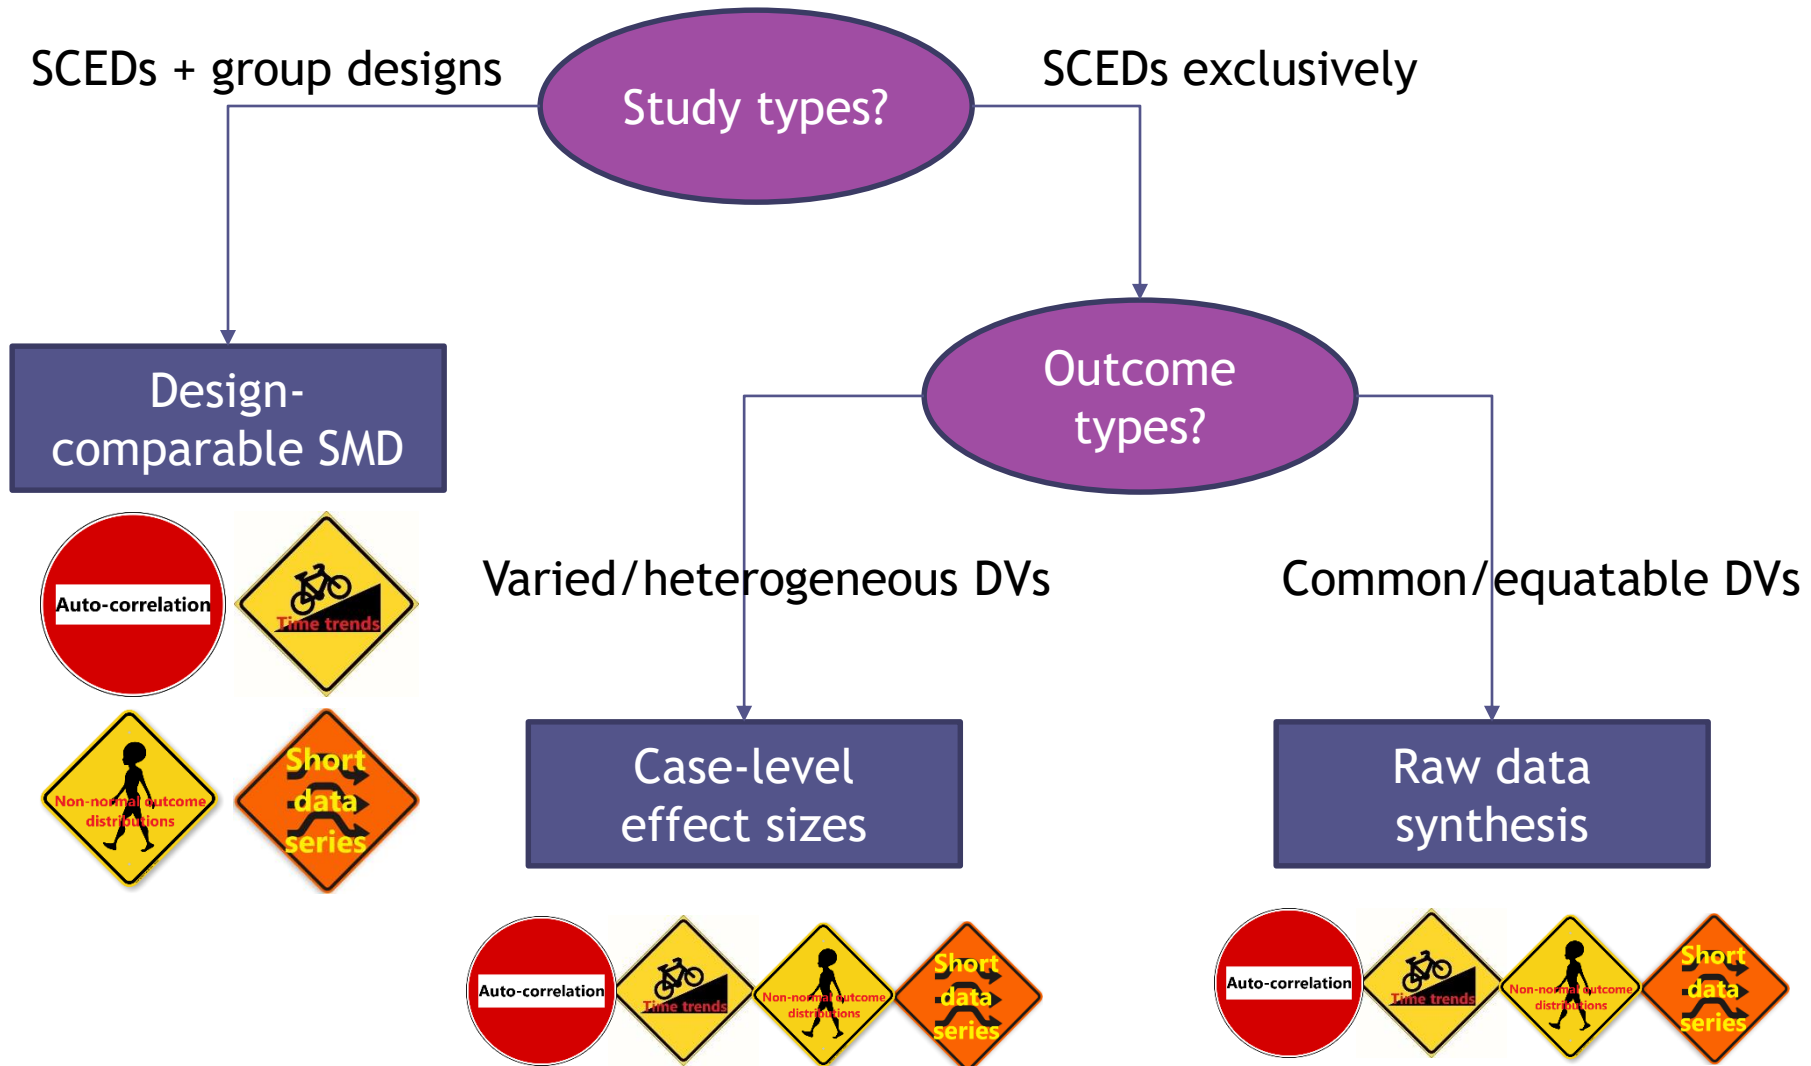 SCEDs + group designs
Study types?
SCEDs exclusively
Design-
comparable SMD
Outcome
types?
Auto-correlation
Time trends
Non-normal outcome
distributions
Short
data
series
Varied/heterogeneous DVs
Common/equatable DVs
Case-level
effect sizes
Raw data
synthesis
Auto-correlation
Time trends
Non-normal outcome
distributions
Short
data
series
Auto-correlation
Time trends
Non-normal outcome
distributions
Short
data
series